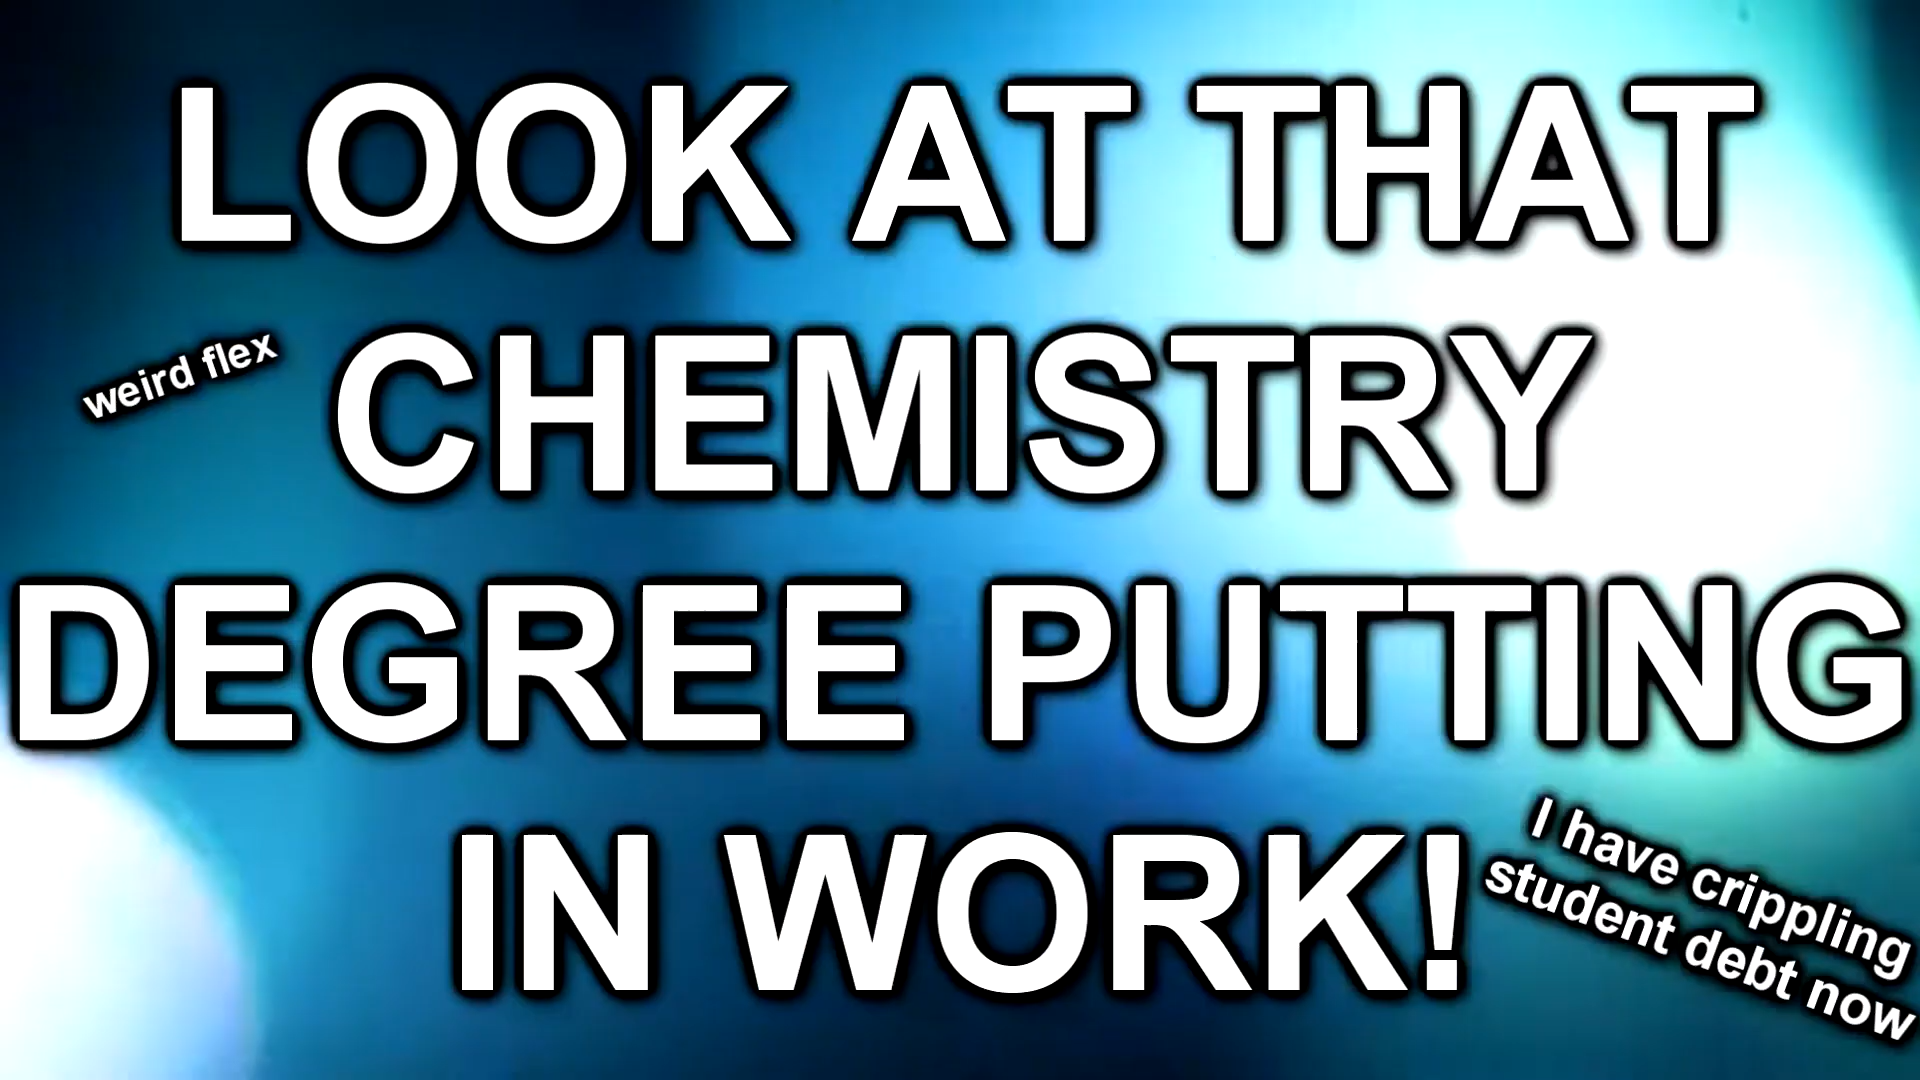 LOOK AT THAT
weird flex
CHEMISTRY
DEGREE PUTTING
IN WORK!
I have crippling
student debt now